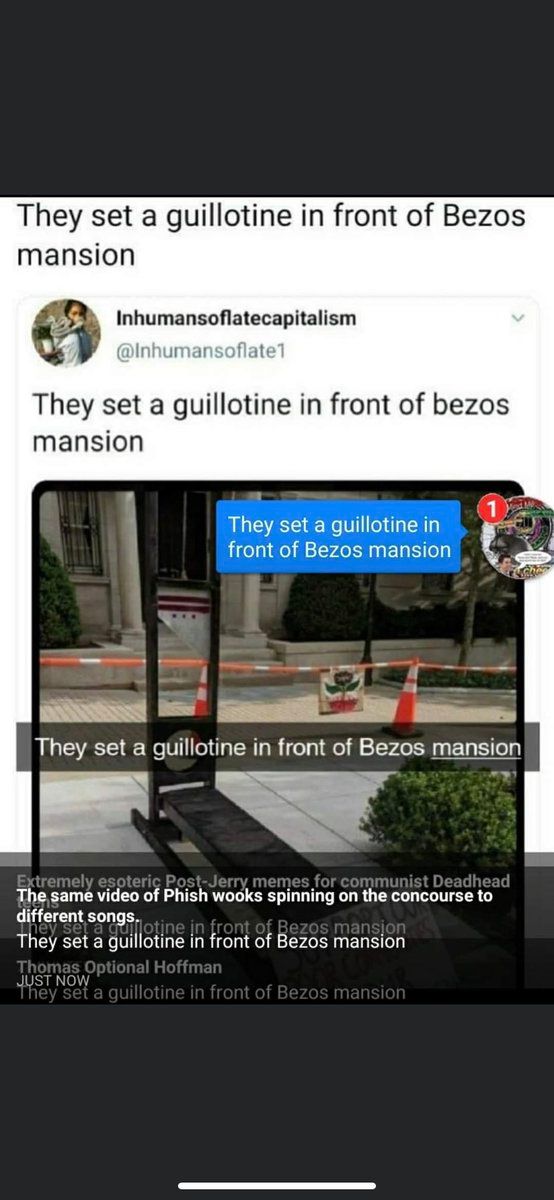 They set a guillotine in front of Bezos
mansion
Inhumansoflatecapitalism
@Inhumansoflate1
They set a guillotine in front of bezos
mansion
1
They set a guillotine in
front of Bezos mansion
They set a guillotine in front of Bezos mansion
Extremely esoteric Post-Jerry memes for communist Deadhead
teens
The same video of Phish wooks spinning on the concourse to
different songs.
They set a guillotine in front of Bezos mansion
They set a guillotine in front of Bezos mansion
Thomas Optional Hoffman
JUST NOW
They set a guillotine in front of Bezos mansion